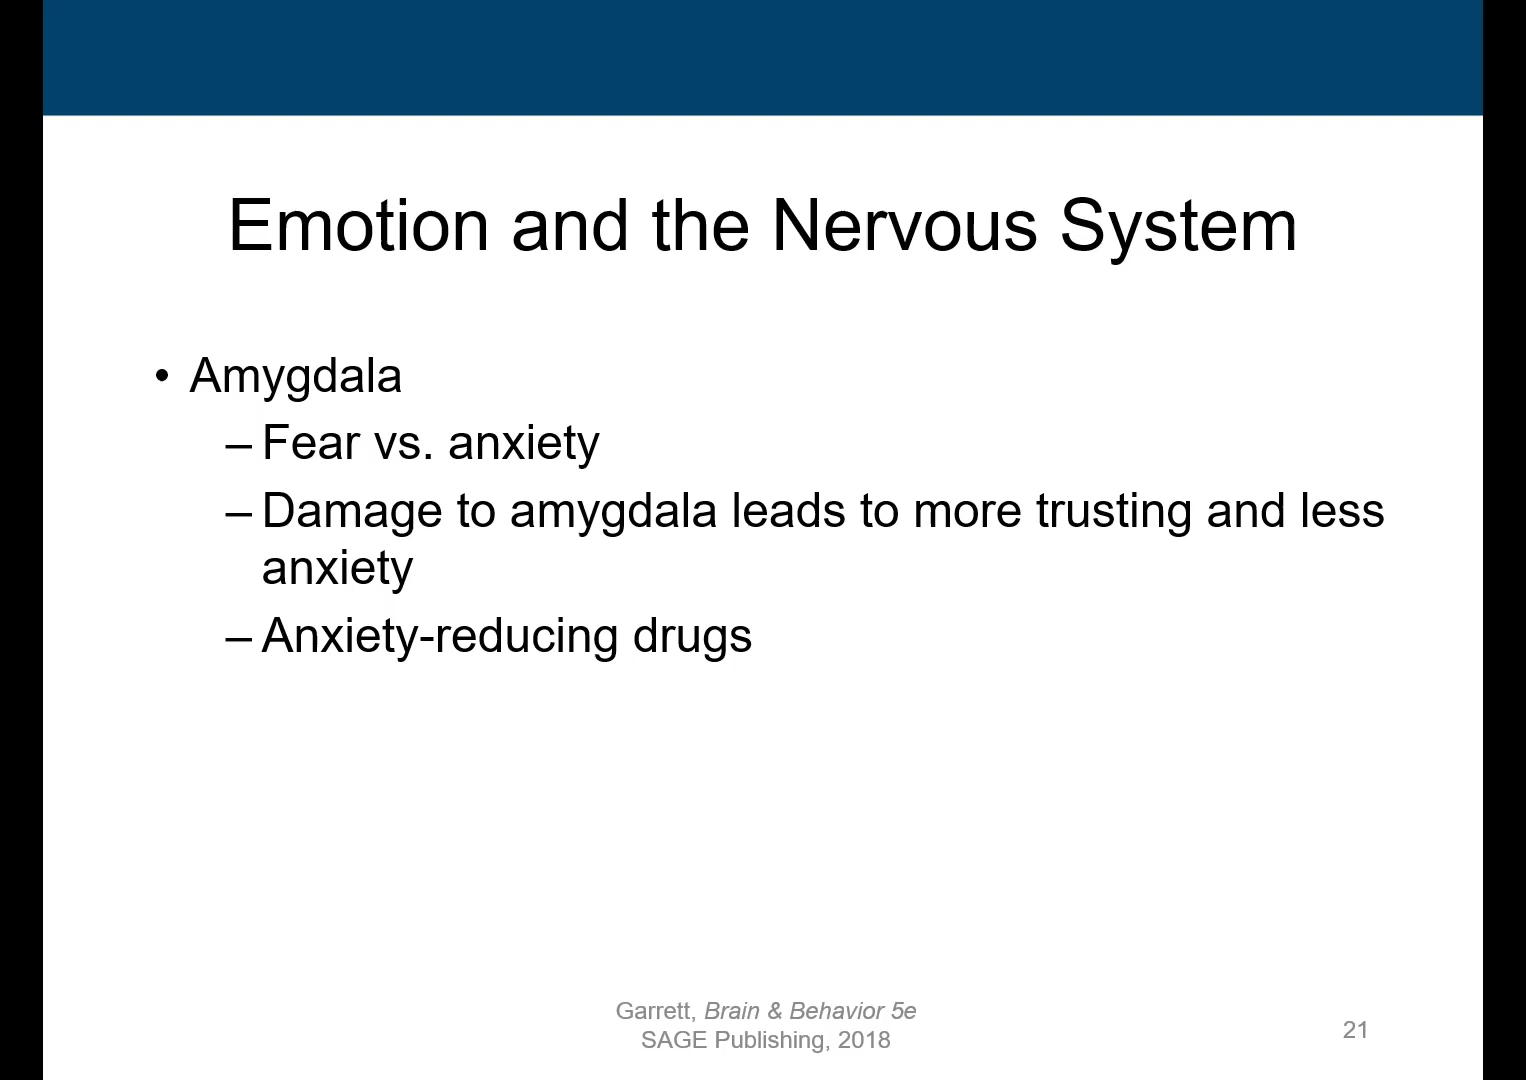 Emotion and the Nervous System
• Amygdala
– Fear vs. anxiety
– Damage to amygdala leads to more trusting and less
anxiety
– Anxiety-reducing drugs
Garrett, Brain & Behavior 5e
SAGE Publishing, 2018
21